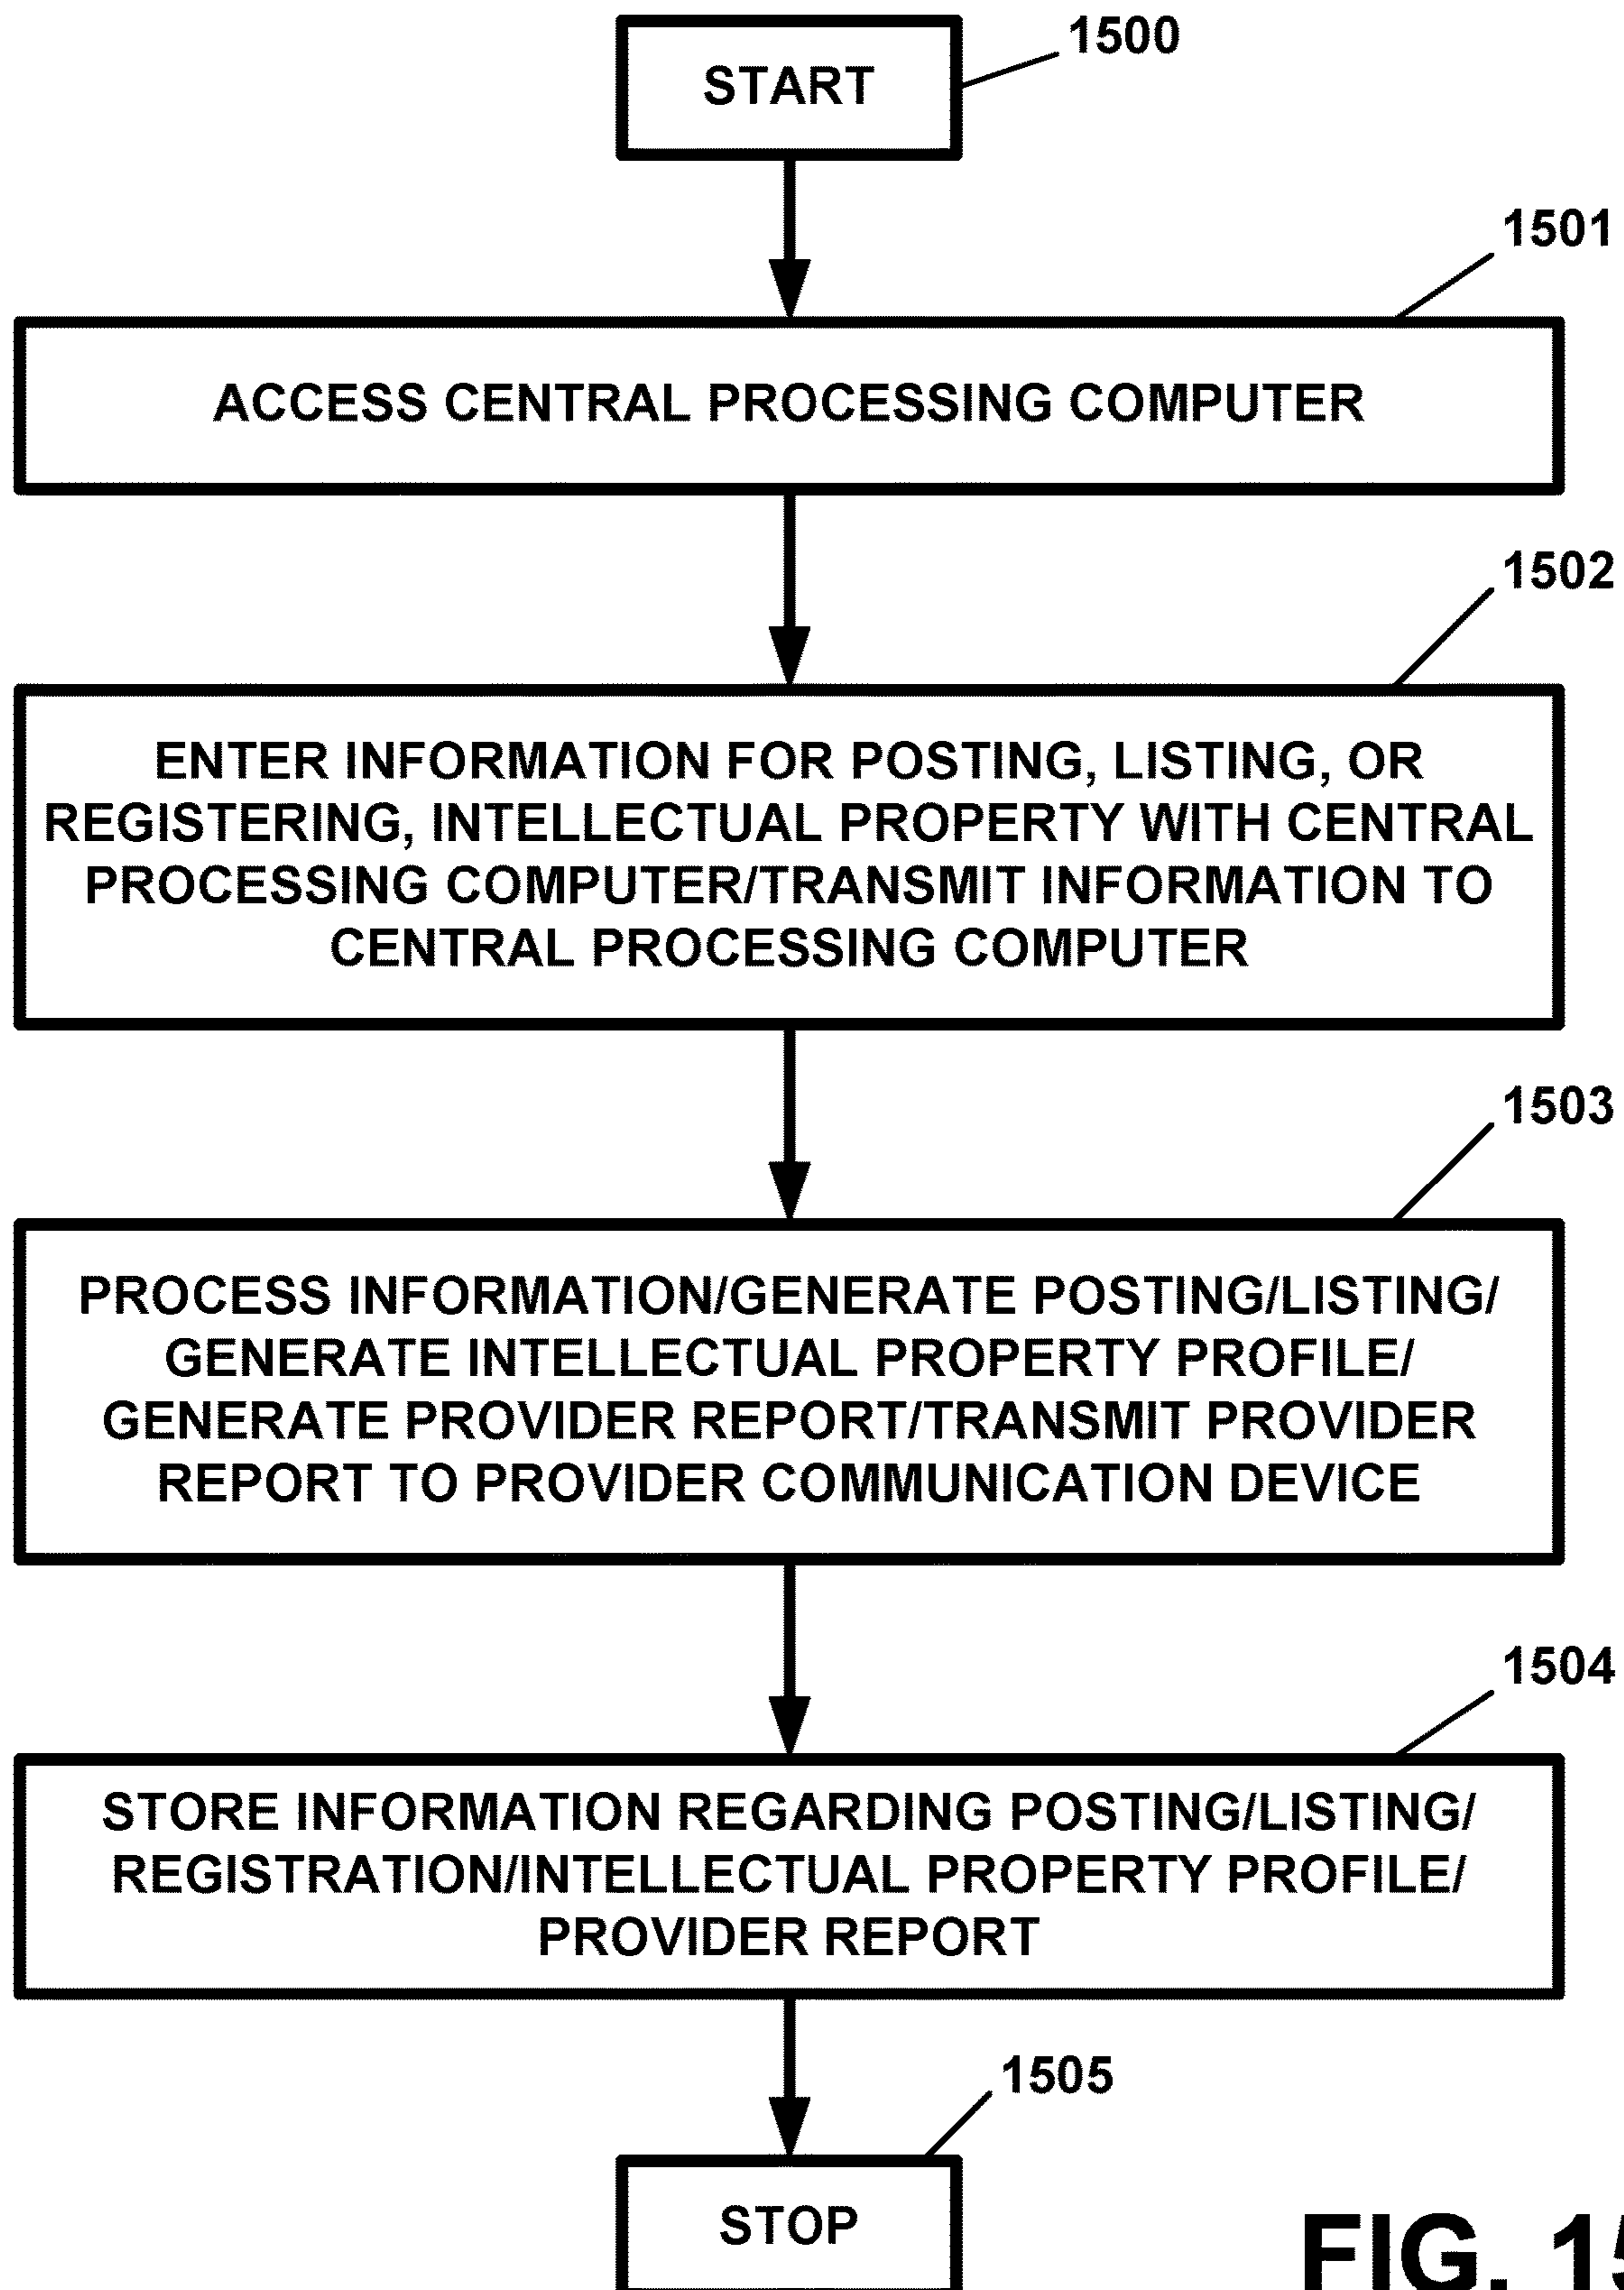 1500
START
1501
ACCESS CENTRAL PROCESSING COMPUTER
1502
ENTER INFORMATION FOR POSTING, LISTING, OR
REGISTERING, INTELLECTUAL PROPERTY WITH CENTRAL
PROCESSING COMPUTER/TRANSMIT INFORMATION TO
CENTRAL PROCESSING COMPUTER
1503
PROCESS INFORMATION/GENERATE POSTING/LISTING/
GENERATE INTELLECTUAL PROPERTY PROFILE/
GENERATE PROVIDER REPORT/TRANSMIT PROVIDER
REPORT TO PROVIDER COMMUNICATION DEVICE
1504
STORE INFORMATION REGARDING POSTING/LISTING/
REGISTRATION/INTELLECTUAL PROPERTY PROFILE/
PROVIDER REPORT
1505
STOP
FIG. 15